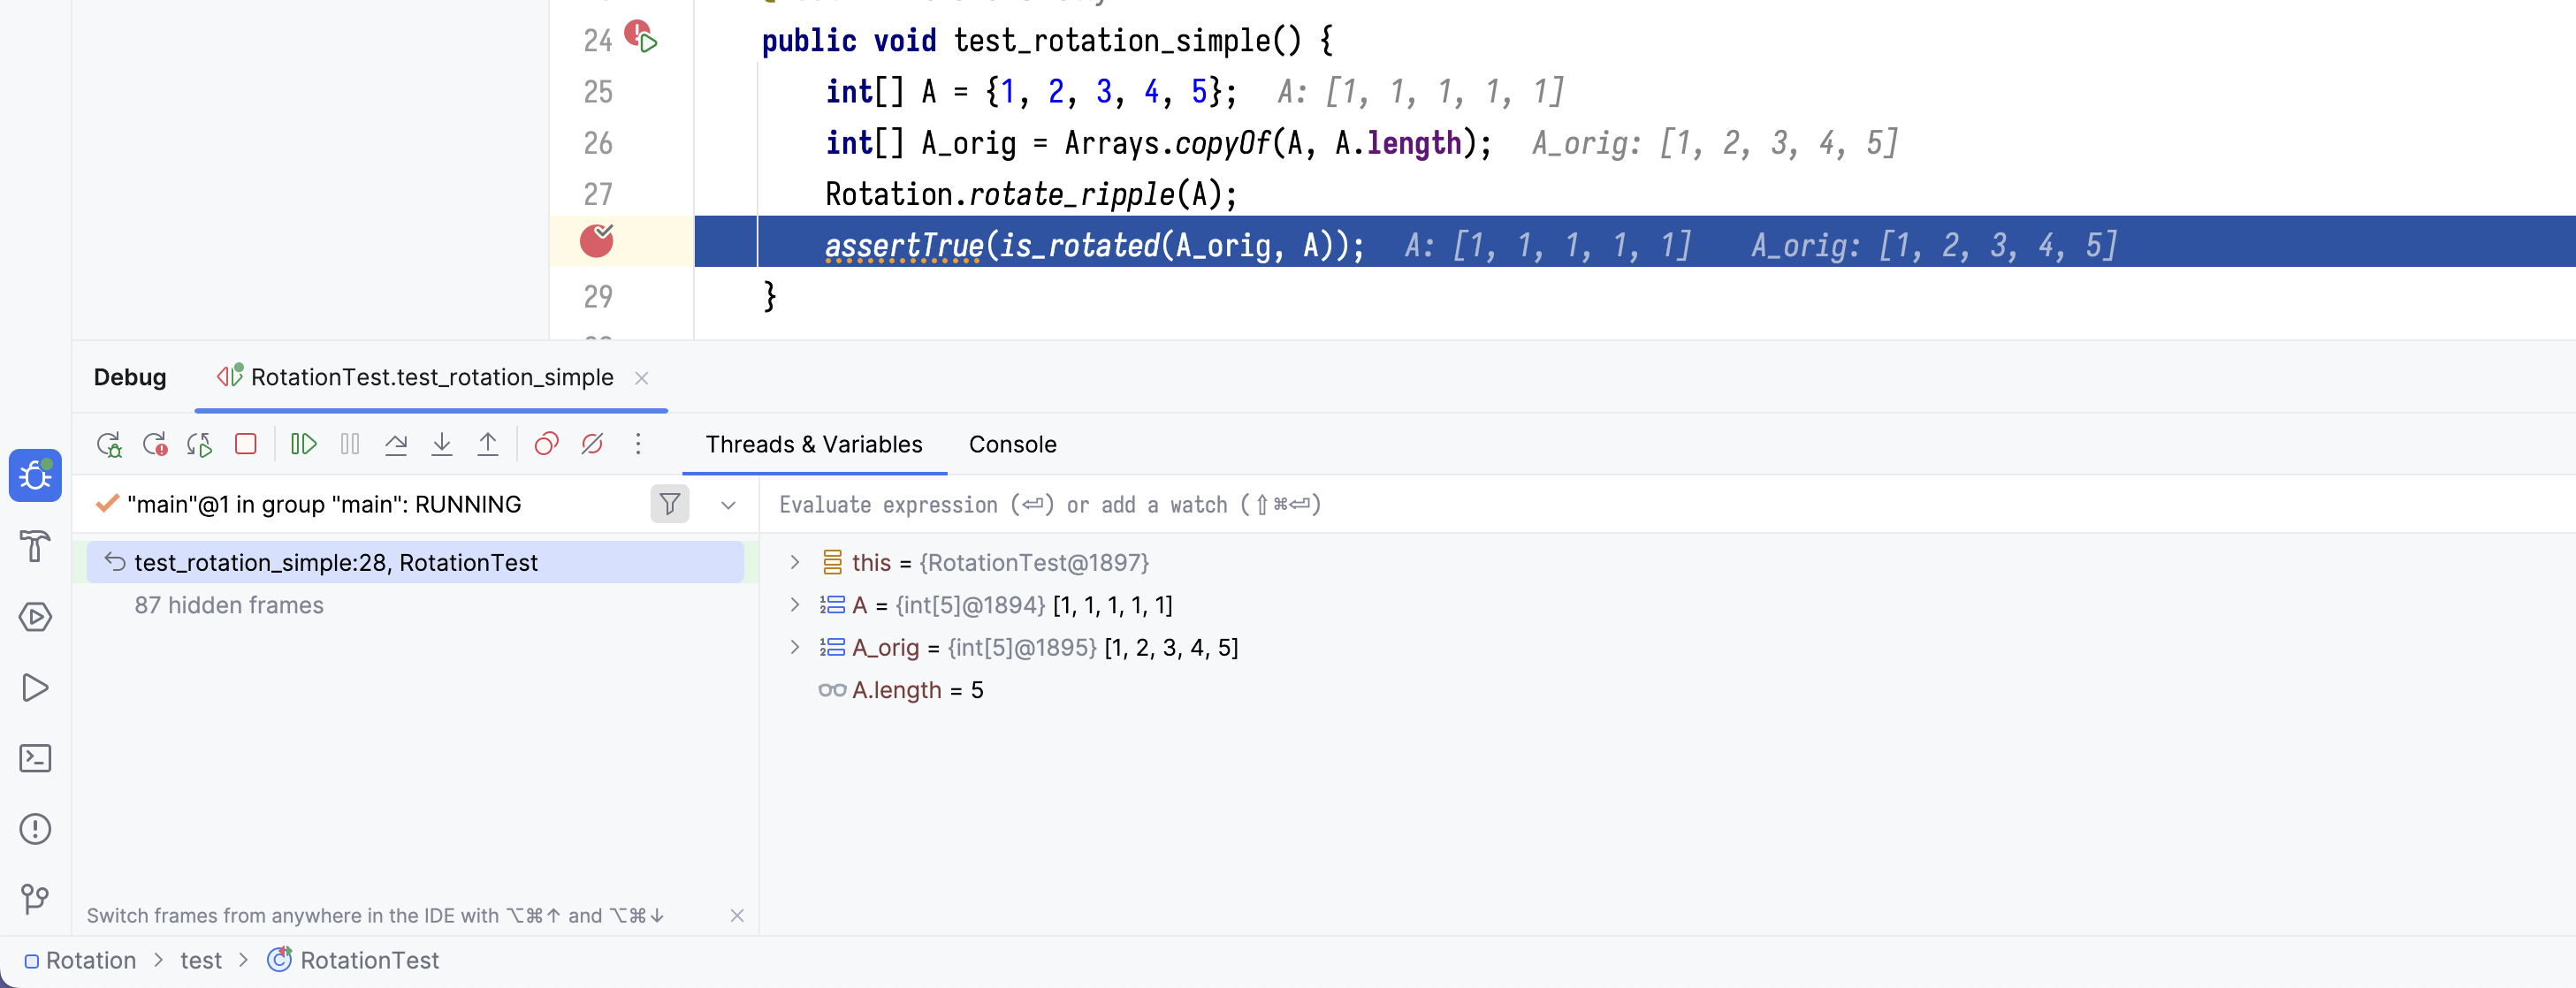 24 public void test_rotation_simple() {
25 int[] A = {1, 2, 3, 4, 5}; A: [1, 1, 1, 1, 1]
26 int[] A_orig = Arrays.copyOf(A, A.length); A_orig: [1, 2, 3, 4, 5]
27 Rotation.rotate_ripple(A);
assertTrue(is_rotated(A_orig, A)); A: [1, 1, 1, 1, 1] A_orig: [1, 2, 3, 4, 5]
29 }
Debug RotationTest.test_rotation_simple
Threads & Variables Console
"main"@1 in group "main": RUNNING
Evaluate expression (⏎) or add a watch (⇧⌘⏎)
test_rotation_simple:28, RotationTest
87 hidden frames
this = {RotationTest@1897}
A = {int[5]@1894} [1, 1, 1, 1, 1]
A_orig = {int[5]@1895} [1, 2, 3, 4, 5]
A.length = 5
Switch frames from anywhere in the IDE with ⌥⌘↑ and ⌥⌘↓
Rotation > test > RotationTest